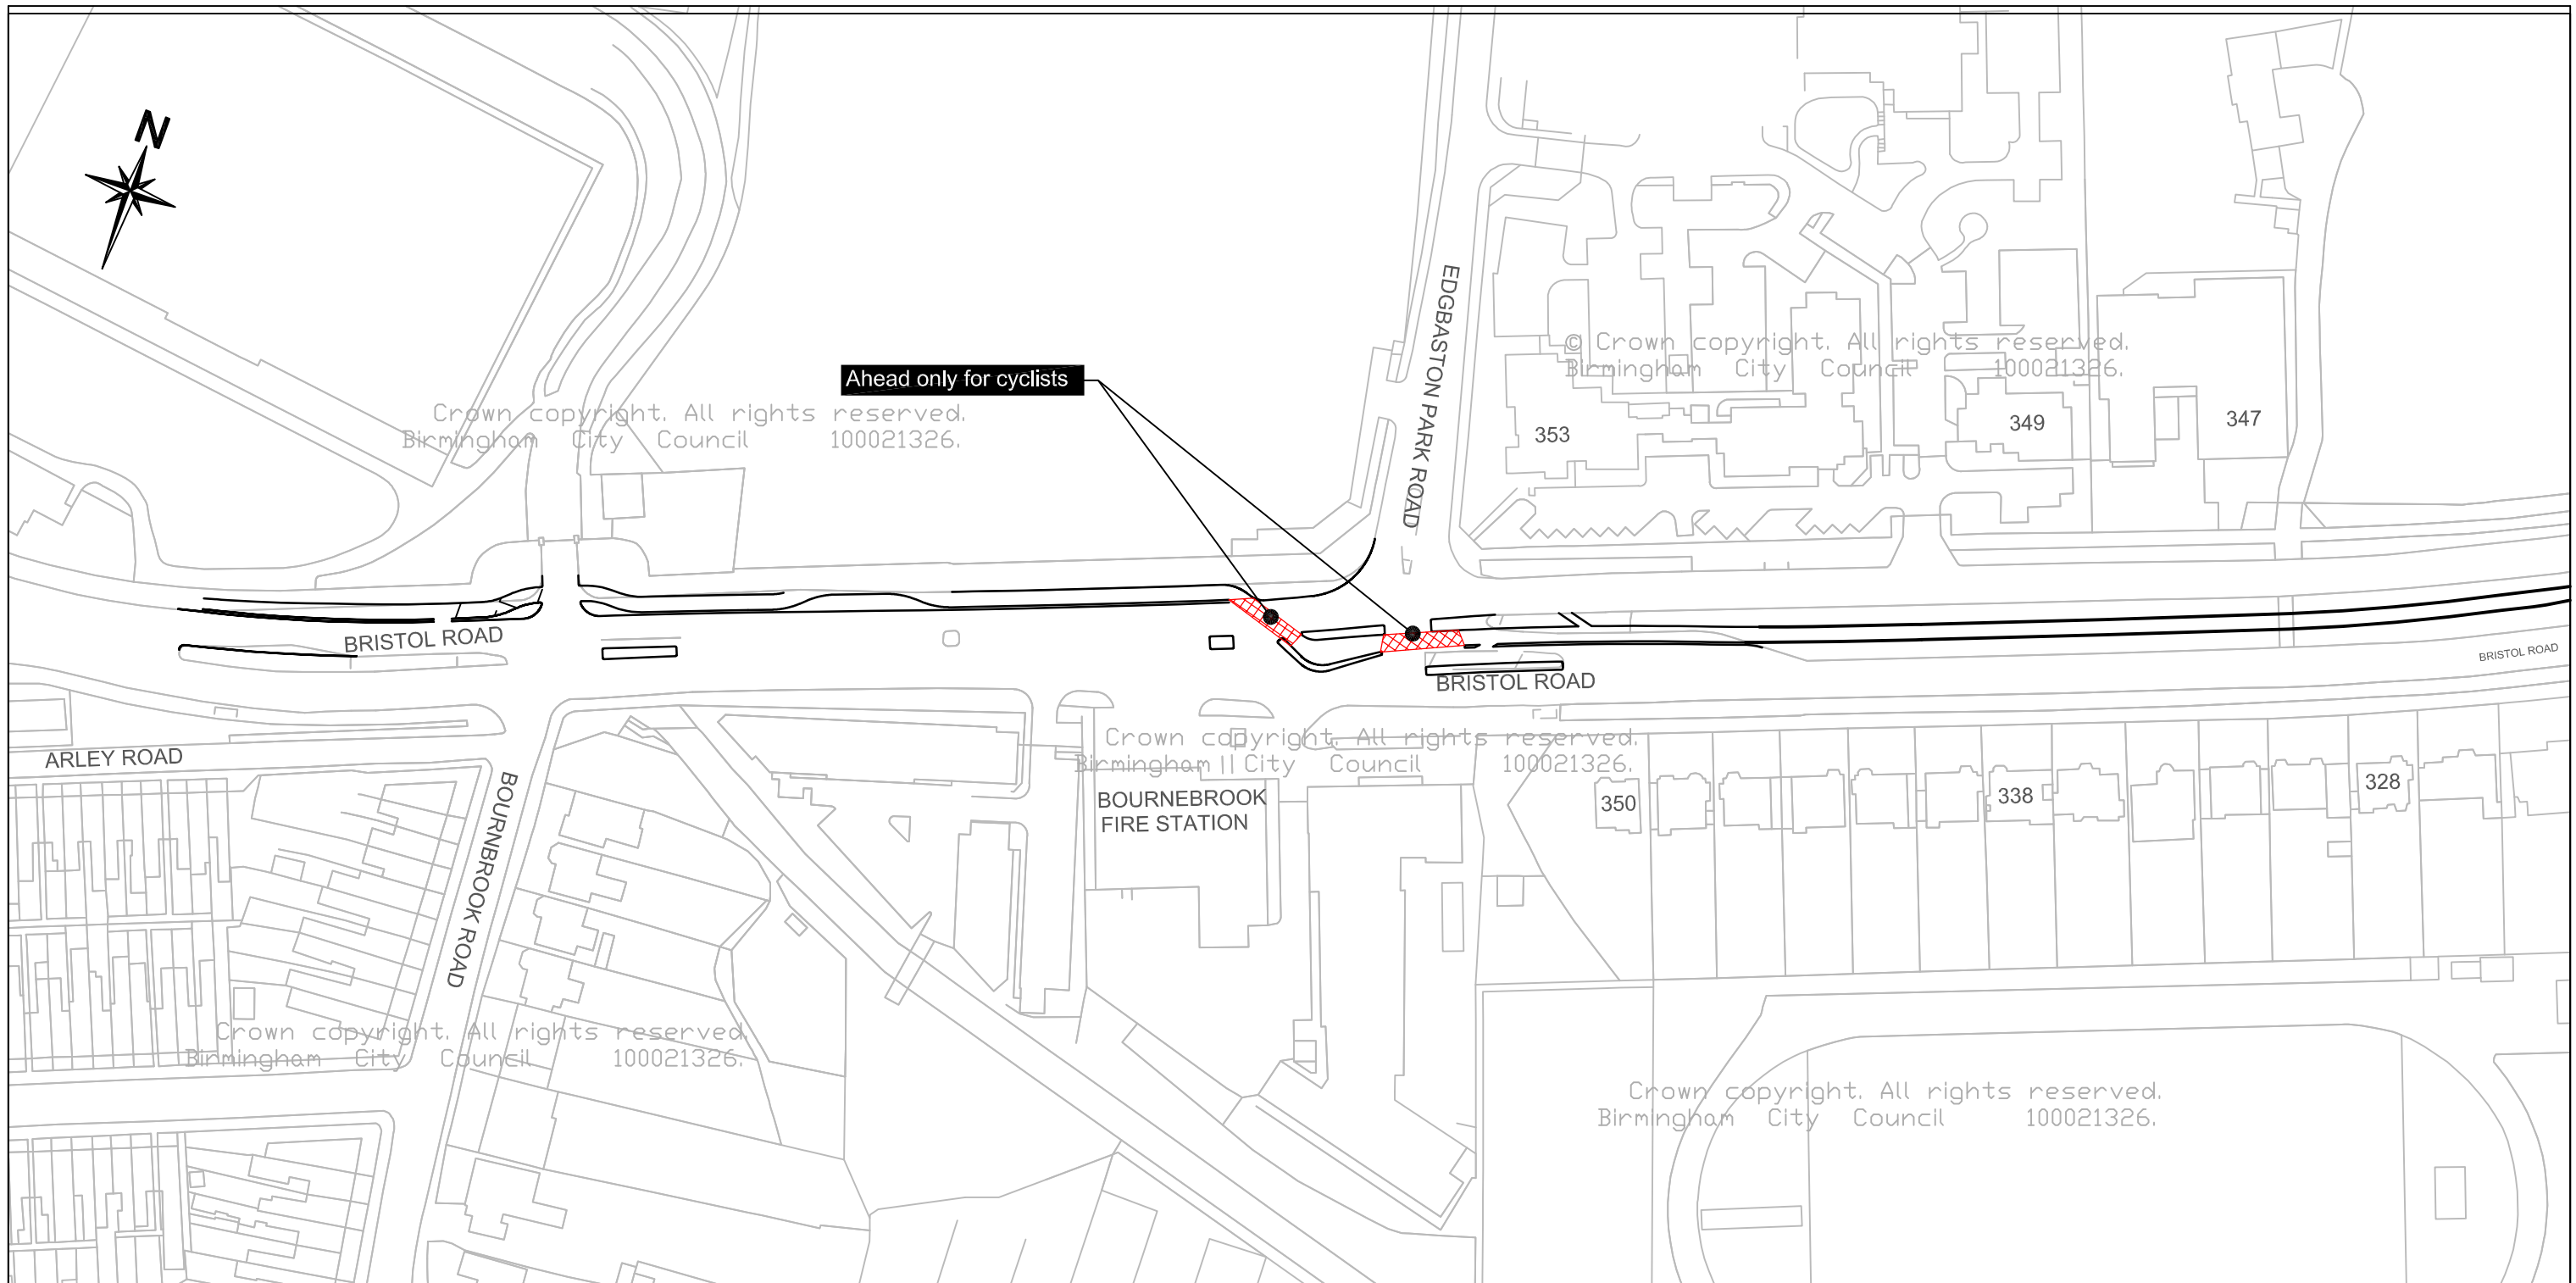 N
© Crown copyright. All rights reserved.
Birmingham City Council 100021326.
Ahead only for cyclists
Crown copyright. All rights reserved.
Birmingham City Council 100021326.
EDGBASTON PARK ROAD
353
349
347
BRISTOL ROAD
BRISTOL ROAD
BRISTOL ROAD
ARLEY ROAD
BOURNBROOK ROAD
Crown copyright. All rights reserved.
Birmingham City Council 100021326.
BOURNEBROOK
FIRE STATION
350
338
328
Crown copyright. All rights reserved.
Birmingham City Council 100021326.
Crown copyright. All rights reserved.
Birmingham City Council 100021326.